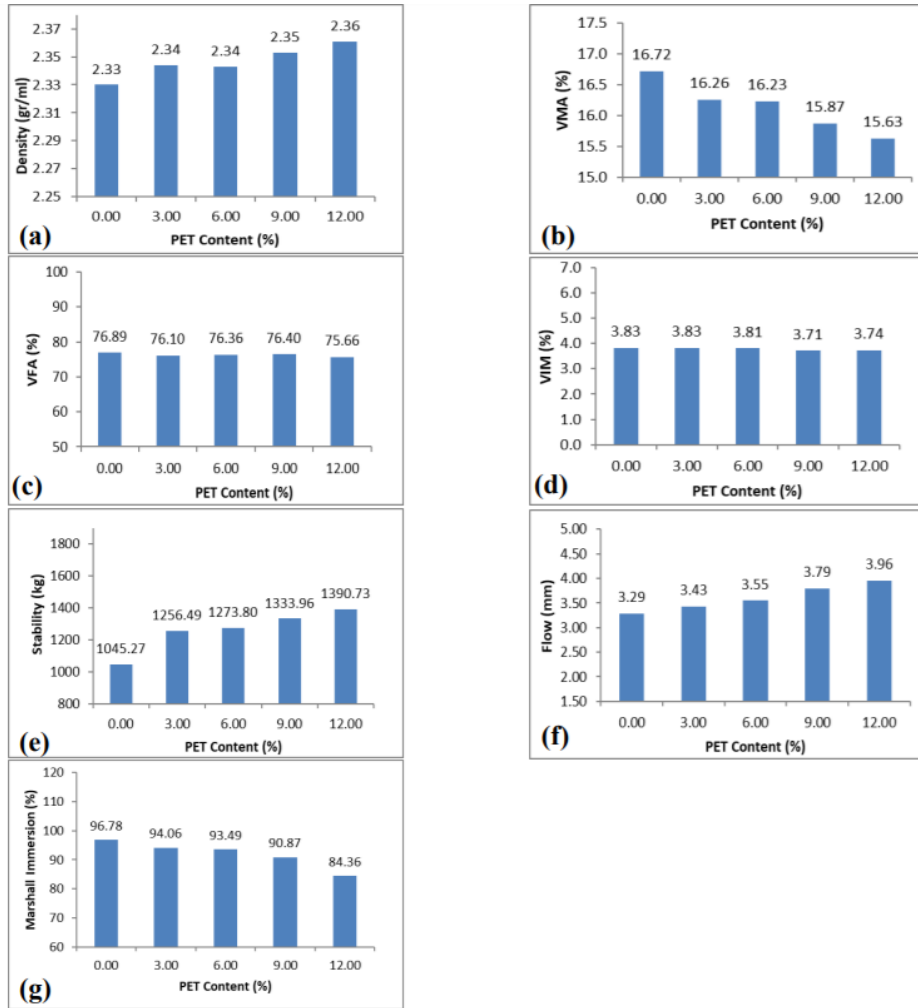 2.37
2.35
2.33
2.31
2.29
2.27
2.25
Density (gr/ml)
2.33
2.34
2.34
2.35
2.36
0.00 3.00 6.00 9.00 12.00
PET Content (%)
(a)
17.5
17.0
16.5
16.0
15.5
15.0
VMA (%)
16.72
16.26
16.23
15.87
15.63
0.00 3.00 6.00 9.00 12.00
PET Content (%)
(b)
100
90
80
70
60
50
VFA (%)
76.89 76.10 76.36 76.40 75.66
0.00 3.00 6.00 9.00 12.00
PET Content (%)
(c)
7.0
6.0
5.0
4.0
3.0
2.0
1.0
0.0
VIM (%)
3.83 3.83 3.81 3.71 3.74
0.00 3.00 6.00 9.00 12.00
PET Content (%)
(d)
1800
1600
1400
1200
1000
800
Stability (kg)
1045.27
1256.49
1273.80
1333.96
1390.73
0.00 3.00 6.00 9.00 12.00
PET Content (%)
(e)
5.00
4.50
4.00
3.50
3.00
2.50
2.00
1.50
Flow (mm)
3.29
3.43
3.55
3.79
3.96
0.00 3.00 6.00 9.00 12.00
PET Content (%)
(f)
120
110
100
90
80
70
60
Marshall Immersion (%)
96.78
94.06
93.49
90.87
84.36
0.00 3.00 6.00 9.00 12.00
PET Content (%)
(g)